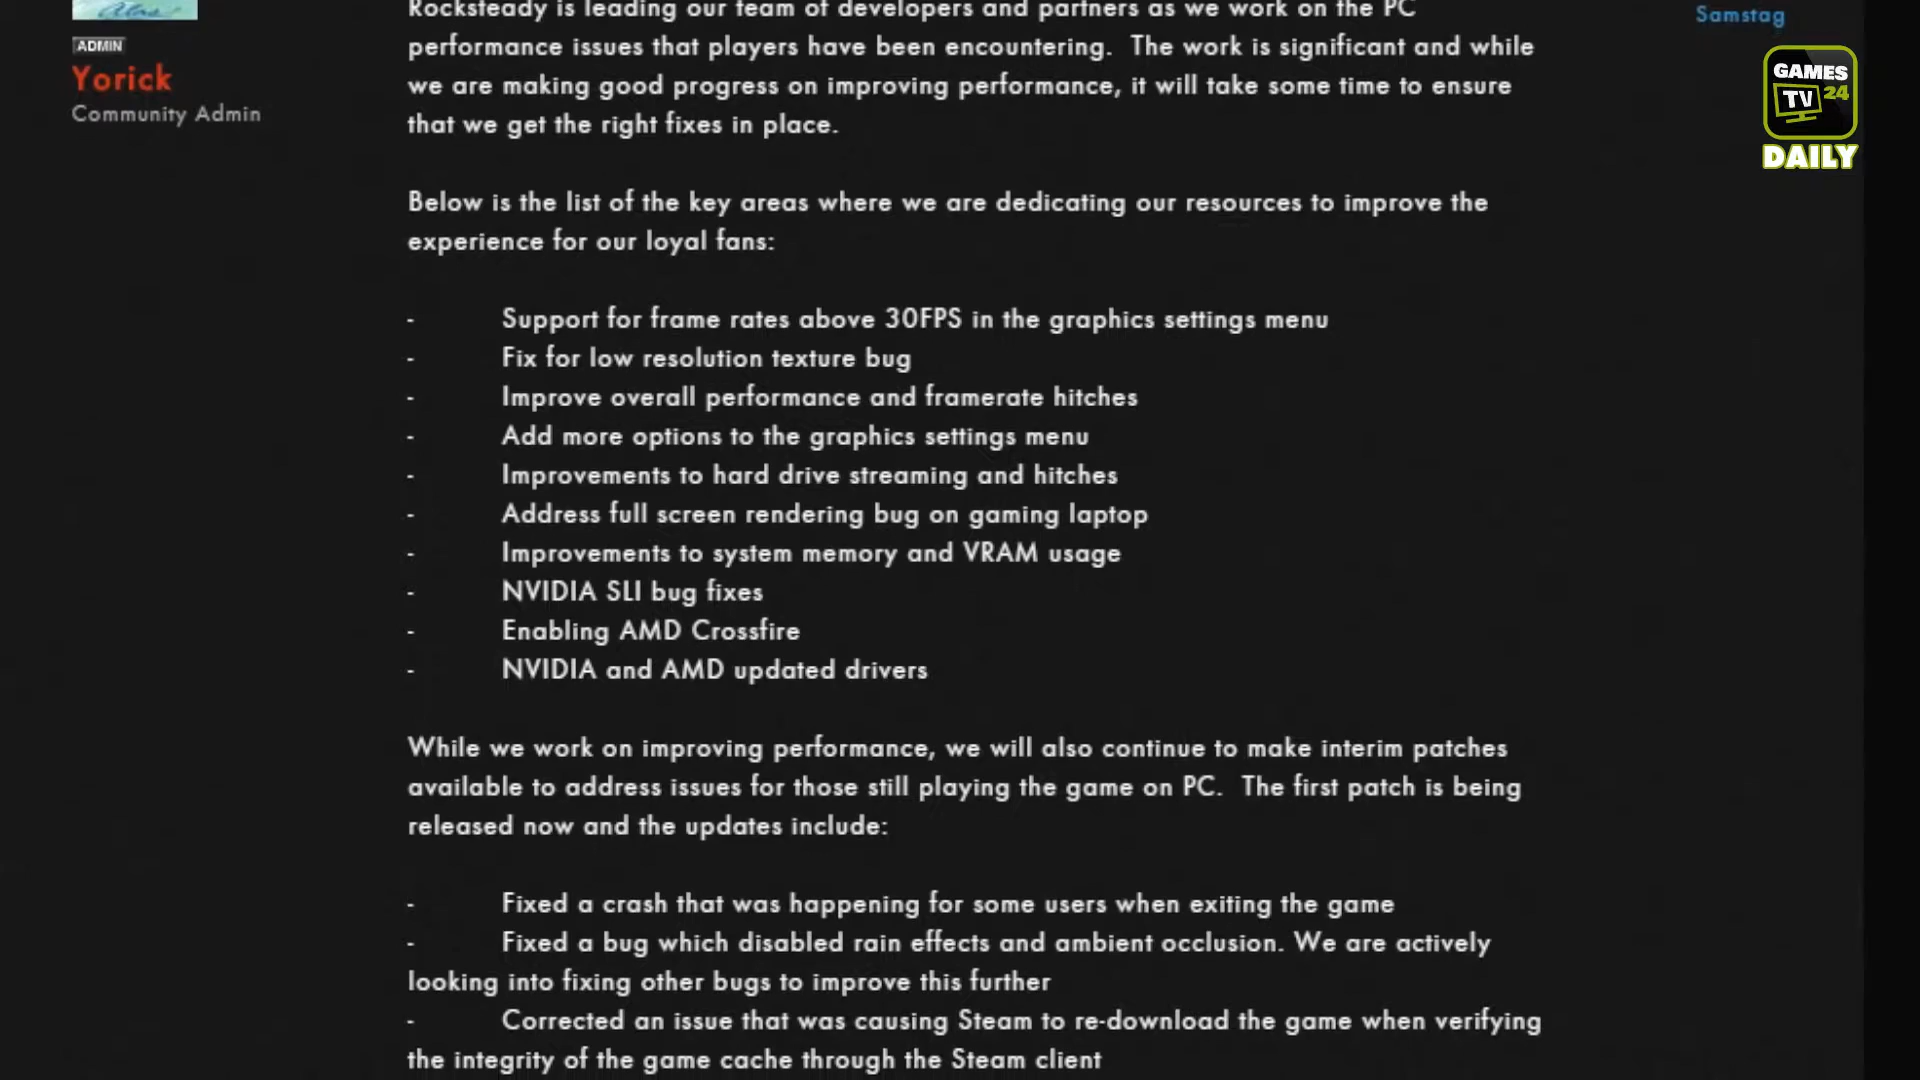 Rocksteady is leading our team of developers and partners as we work on the PC
performance issues that players have been encountering.  The work is significant and while
we are making good progress on improving performance, it will take some time to ensure
that we get the right fixes in place.
Samstag
ADMIN
Yorick
Community Admin
GAMES
TV 24
DAILY
Below is the list of the key areas where we are dedicating our resources to improve the
experience for our loyal fans:
- Support for frame rates above 30FPS in the graphics settings menu
- Fix for low resolution texture bug
- Improve overall performance and framerate hitches
- Add more options to the graphics settings menu
- Improvements to hard drive streaming and hitches
- Address full screen rendering bug on gaming laptop
- Improvements to system memory and VRAM usage
- NVIDIA SLI bug fixes
- Enabling AMD Crossfire
- NVIDIA and AMD updated drivers
While we work on improving performance, we will also continue to make interim patches
available to address issues for those still playing the game on PC.  The first patch is being
released now and the updates include:
- Fixed a crash that was happening for some users when exiting the game
- Fixed a bug which disabled rain effects and ambient occlusion. We are actively
looking into fixing other bugs to improve this further
- Corrected an issue that was causing Steam to re-download the game when verifying
the integrity of the game cache through the Steam client